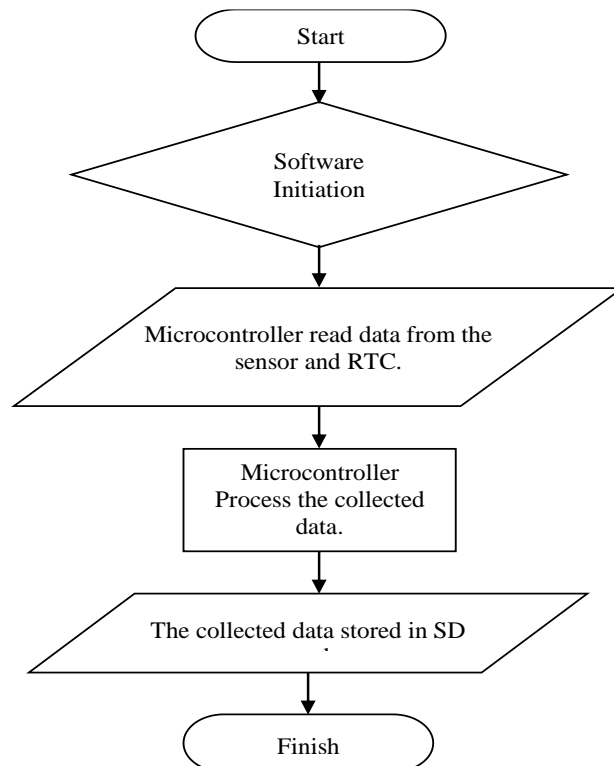 Start
Software
Initiation
Microcontroller read data from the
sensor and RTC.
Microcontroller
Process the collected
data.
The collected data stored in SD
Finish